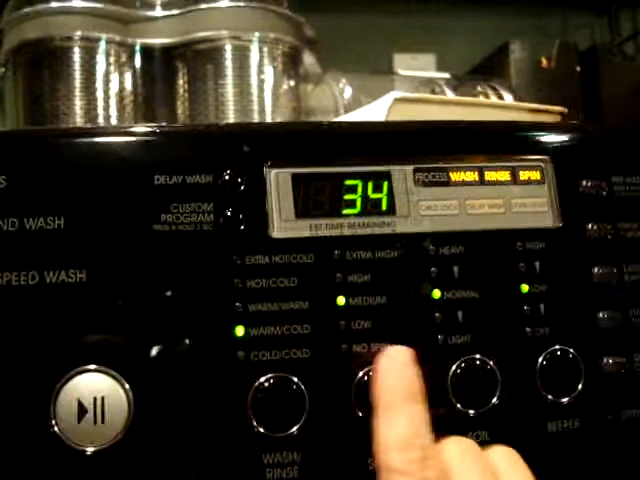 DELAY WASH
CUSTOM
PROGRAM
ND WASH
SPEED WASH
34
EST. TIME REMAINING
PROCESS WASH RINSE SPIN
CHILD LOCK DELAY WASH
EXTRA HOT/COLD
HOT/COLD
WARM/WARM
WARM/COLD
COLD/COLD
WASH/
RINSE
EXTRA HIGH
HIGH
MEDIUM
LOW
NO SPIN
HEAVY
NORMAL
LIGHT
SOIL
HIGH
LOW
OFF
BEEPER